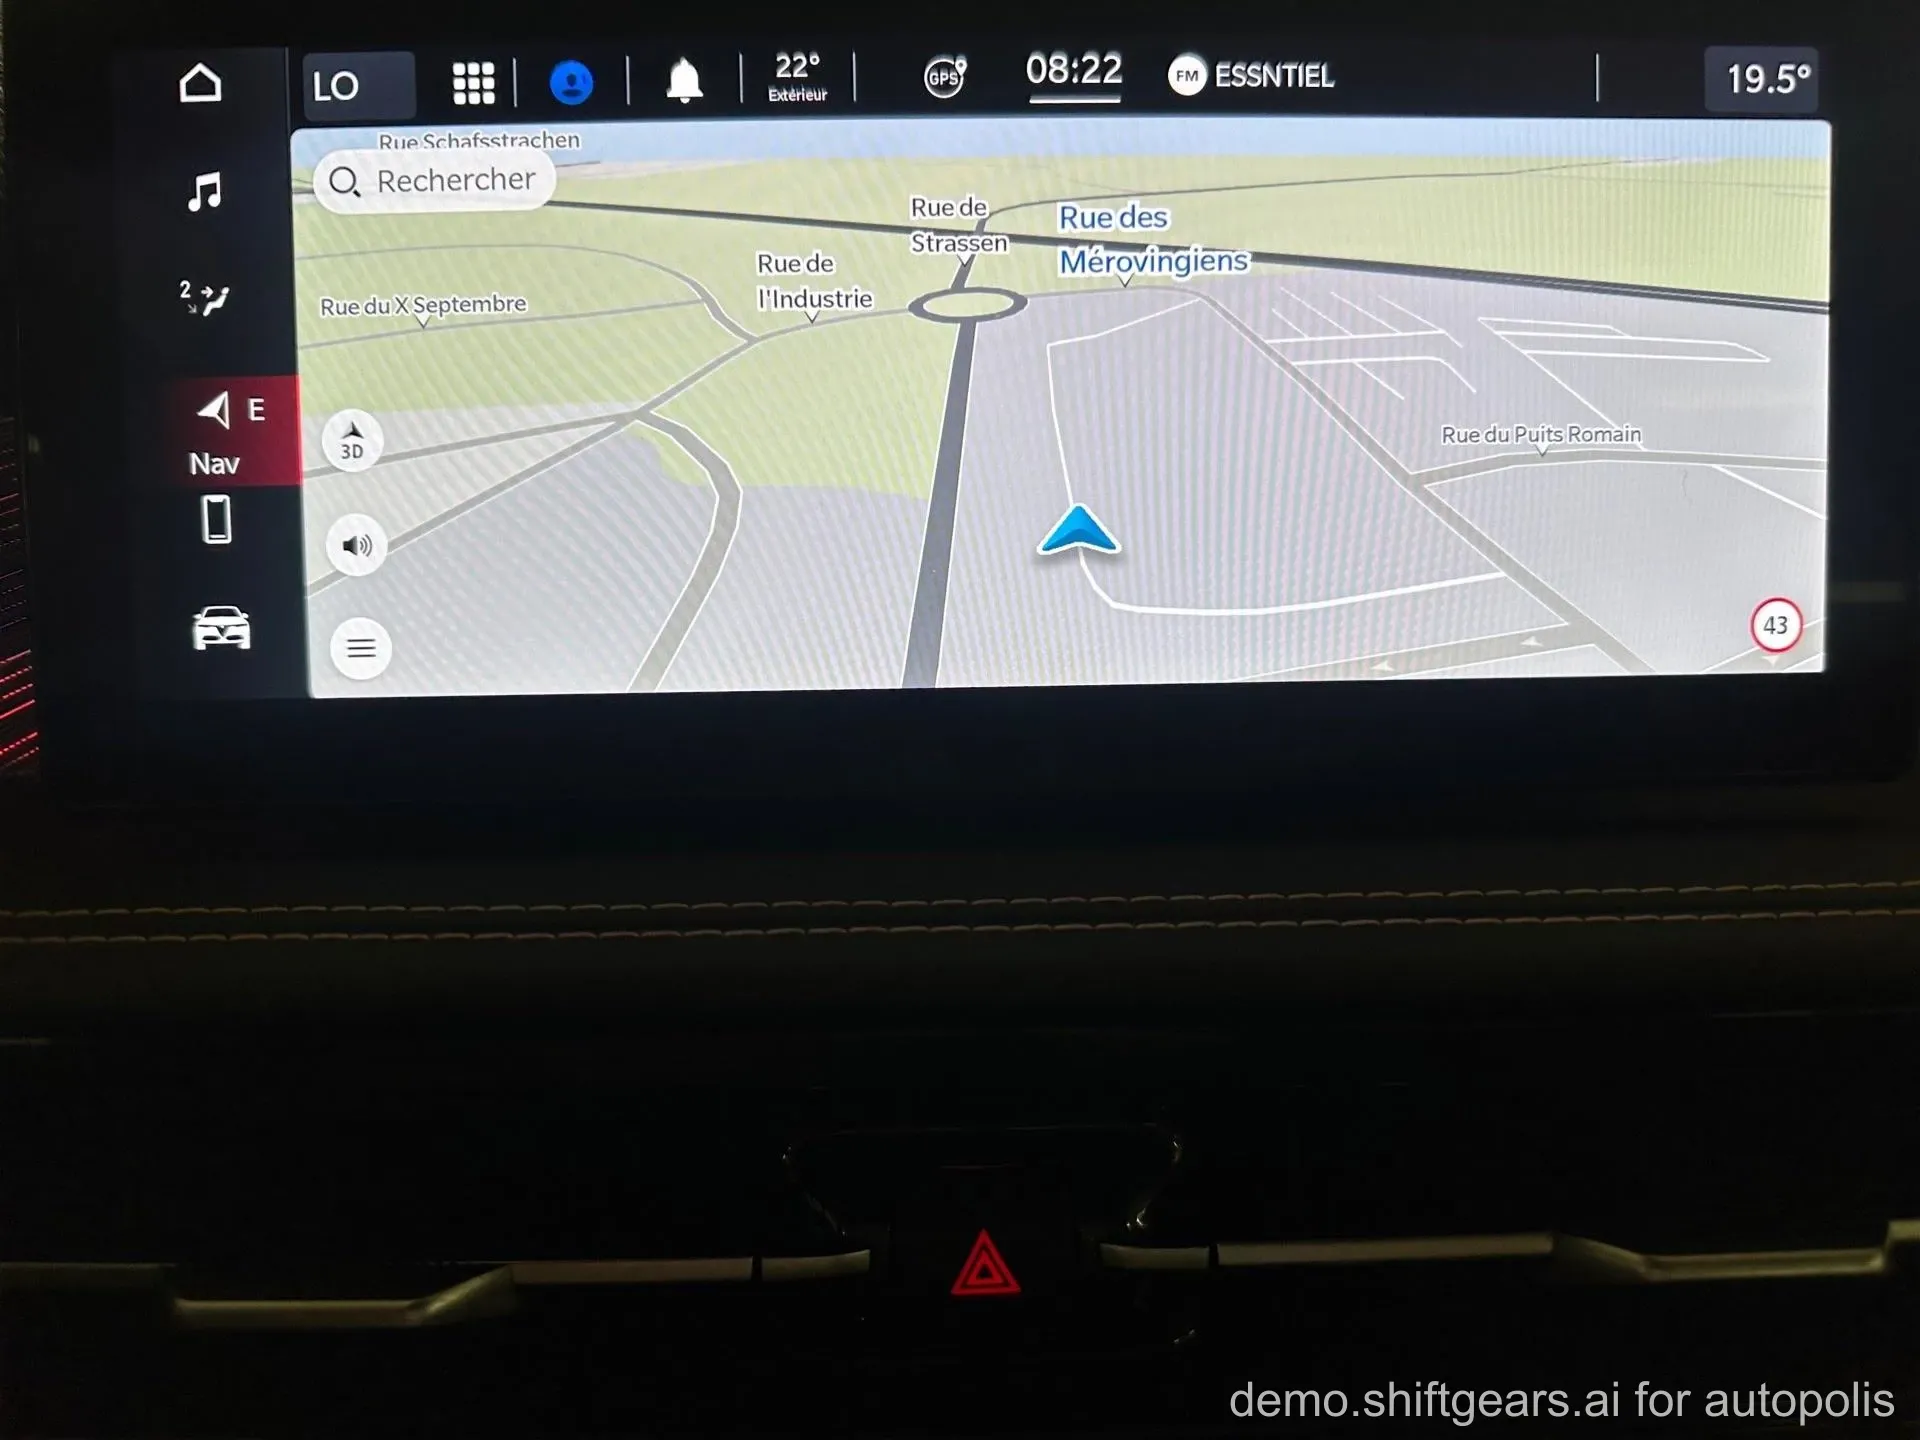 LO
22°
Extérieur
GPS
08:22
FM
ESSNTIEL
19.5°
Rue Schafsstrachen
Rechercher
Rue de
Strassen
Rue des
Mérovingiens
Rue de
l'Industrie
Rue du X Septembre
2
E
Nav
3D
Rue du Puits Romain
43
demo.shiftgears.ai for autopolis